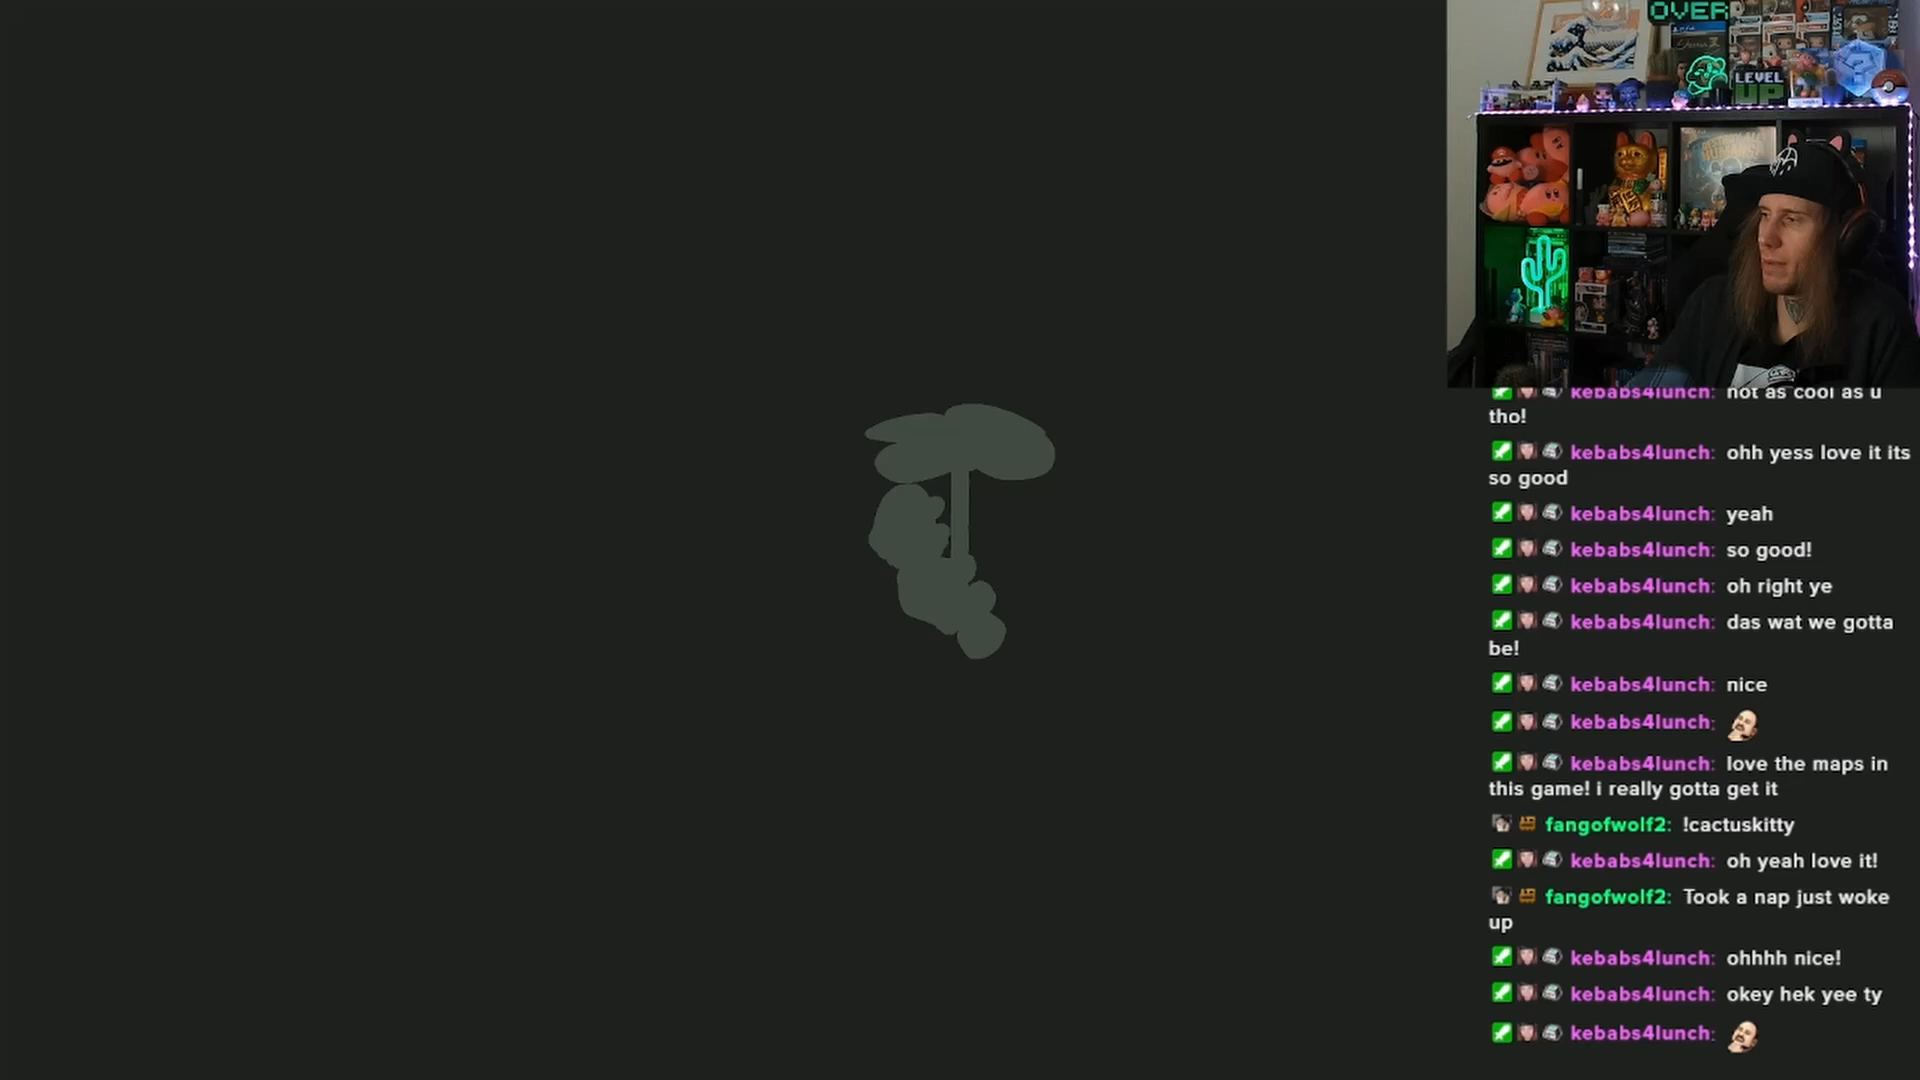 OVER
LEVEL
UP
kebabs4lunch: not as cool as u
tho!
kebabs4lunch: ohh yess love it its
so good
kebabs4lunch: yeah
kebabs4lunch: so good!
kebabs4lunch: oh right ye
kebabs4lunch: das wat we gotta
be!
kebabs4lunch: nice
kebabs4lunch:
kebabs4lunch: love the maps in
this game! i really gotta get it
fangofwolf2: !cactuskitty
kebabs4lunch: oh yeah love it!
fangofwolf2: Took a nap just woke
up
kebabs4lunch: ohhhh nice!
kebabs4lunch: okey hek yee ty
kebabs4lunch: